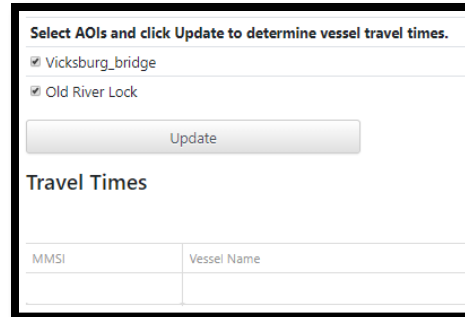 Select AOIs and click Update to determine vessel travel times.
Vicksburg_bridge
Old River Lock
Update
Travel Times
MMSI Vessel Name